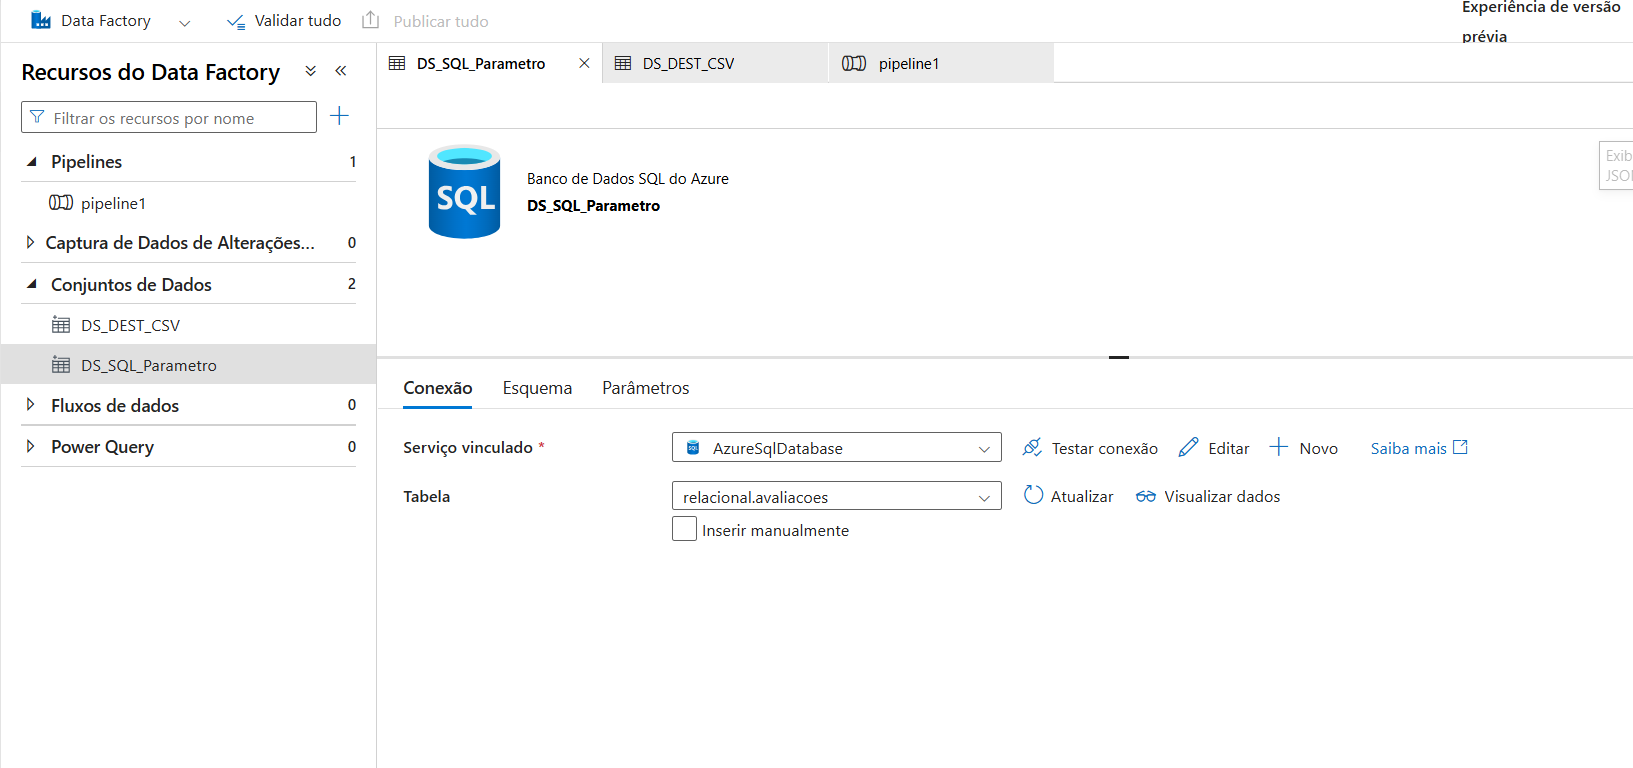 Data Factory
Validar tudo
Publicar tudo
Experiência de versão
prévia
Recursos do Data Factory
Filtrar os recursos por nome
Pipelines 1
pipeline1
Captura de Dados de Alterações... 0
Conjuntos de Dados 2
DS_DEST_CSV
DS_SQL_Parametro
Fluxos de dados 0
Power Query 0
DS_SQL_Parametro
DS_DEST_CSV
pipeline1
SQL
Banco de Dados SQL do Azure
DS_SQL_Parametro
Exib
JSO
Conexão Esquema Parâmetros
Serviço vinculado * SQL AzureSqlDatabase Testar conexão Editar Novo Saiba mais
Tabela relacional.avaliacoes Atualizar Visualizar dados
Inserir manualmente